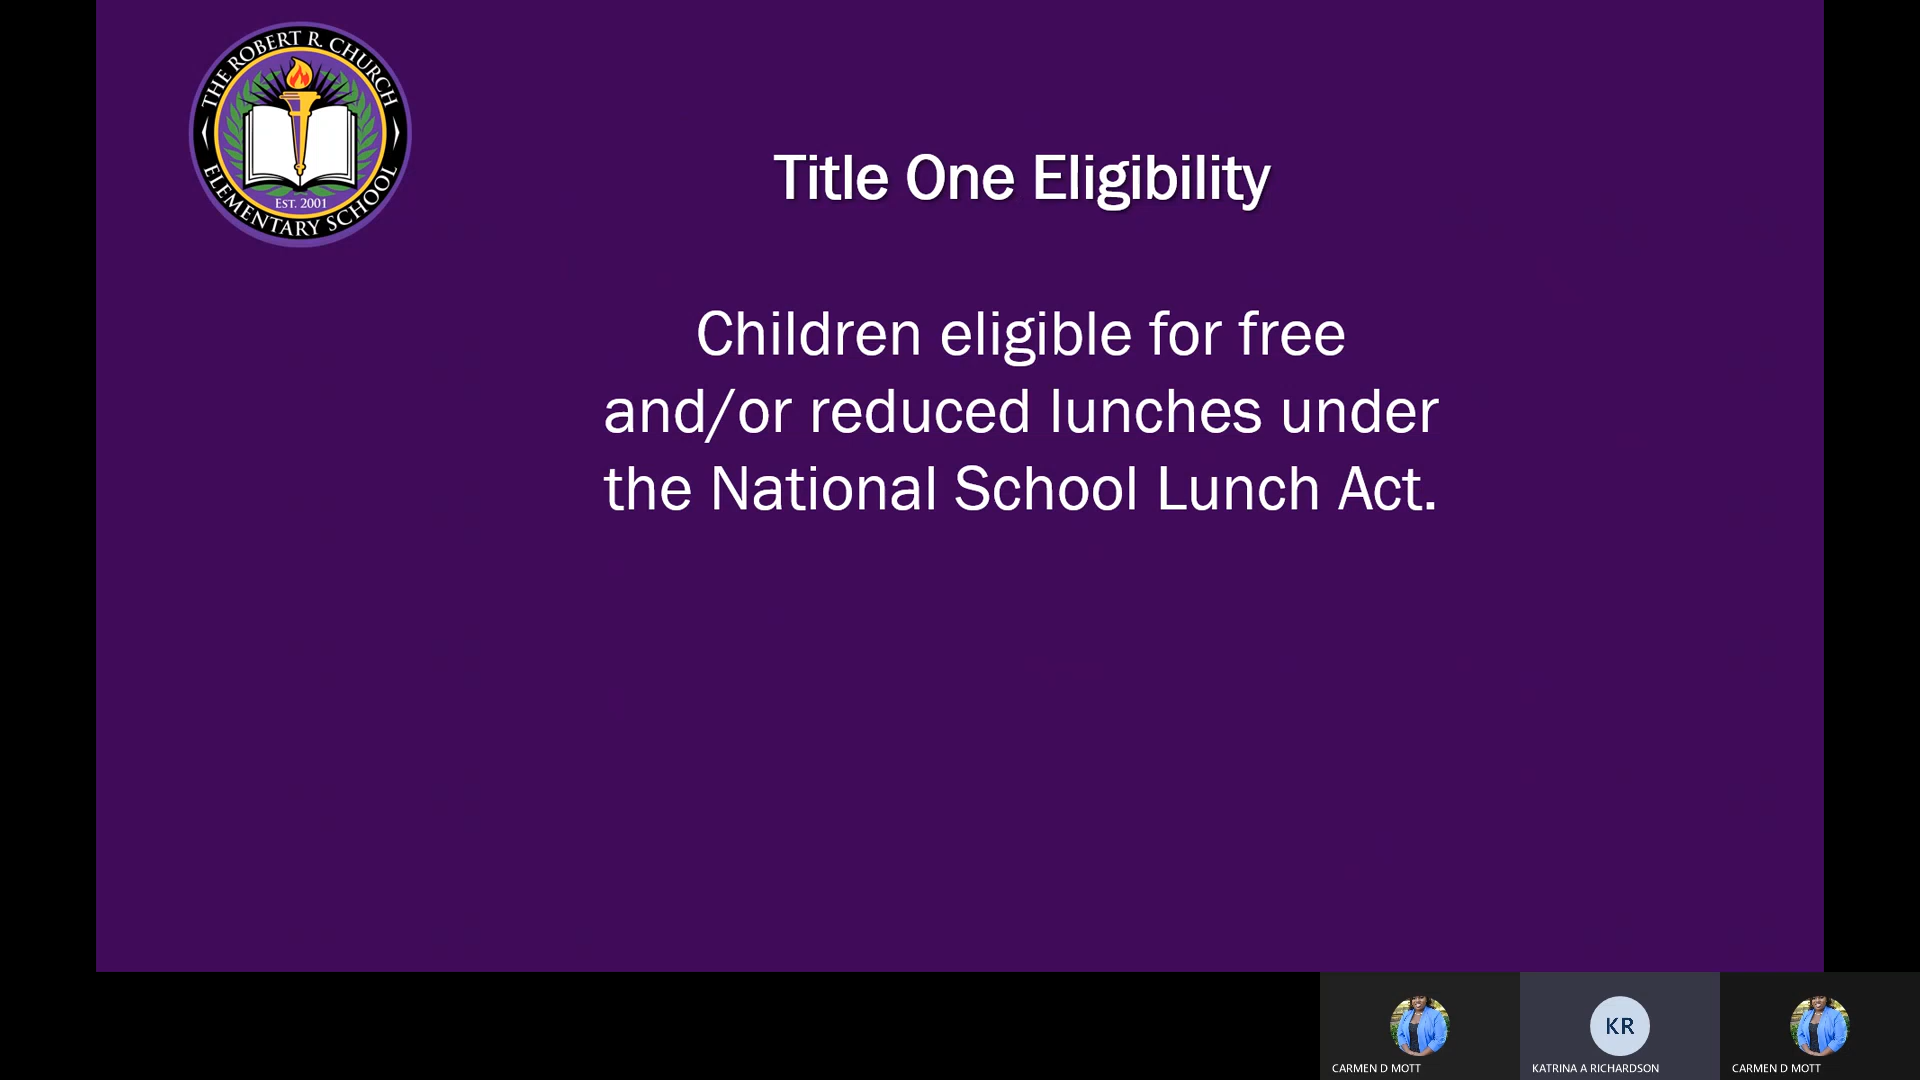 THE ROBERT R. CHURCH
EST. 2001
ELEMENTARY SCHOOL
Title One Eligibility
Children eligible for free
and/or reduced lunches under
the National School Lunch Act.
KR
CARMEN D MOTT
KATRINA A RICHARDSON
CARMEN D MOTT